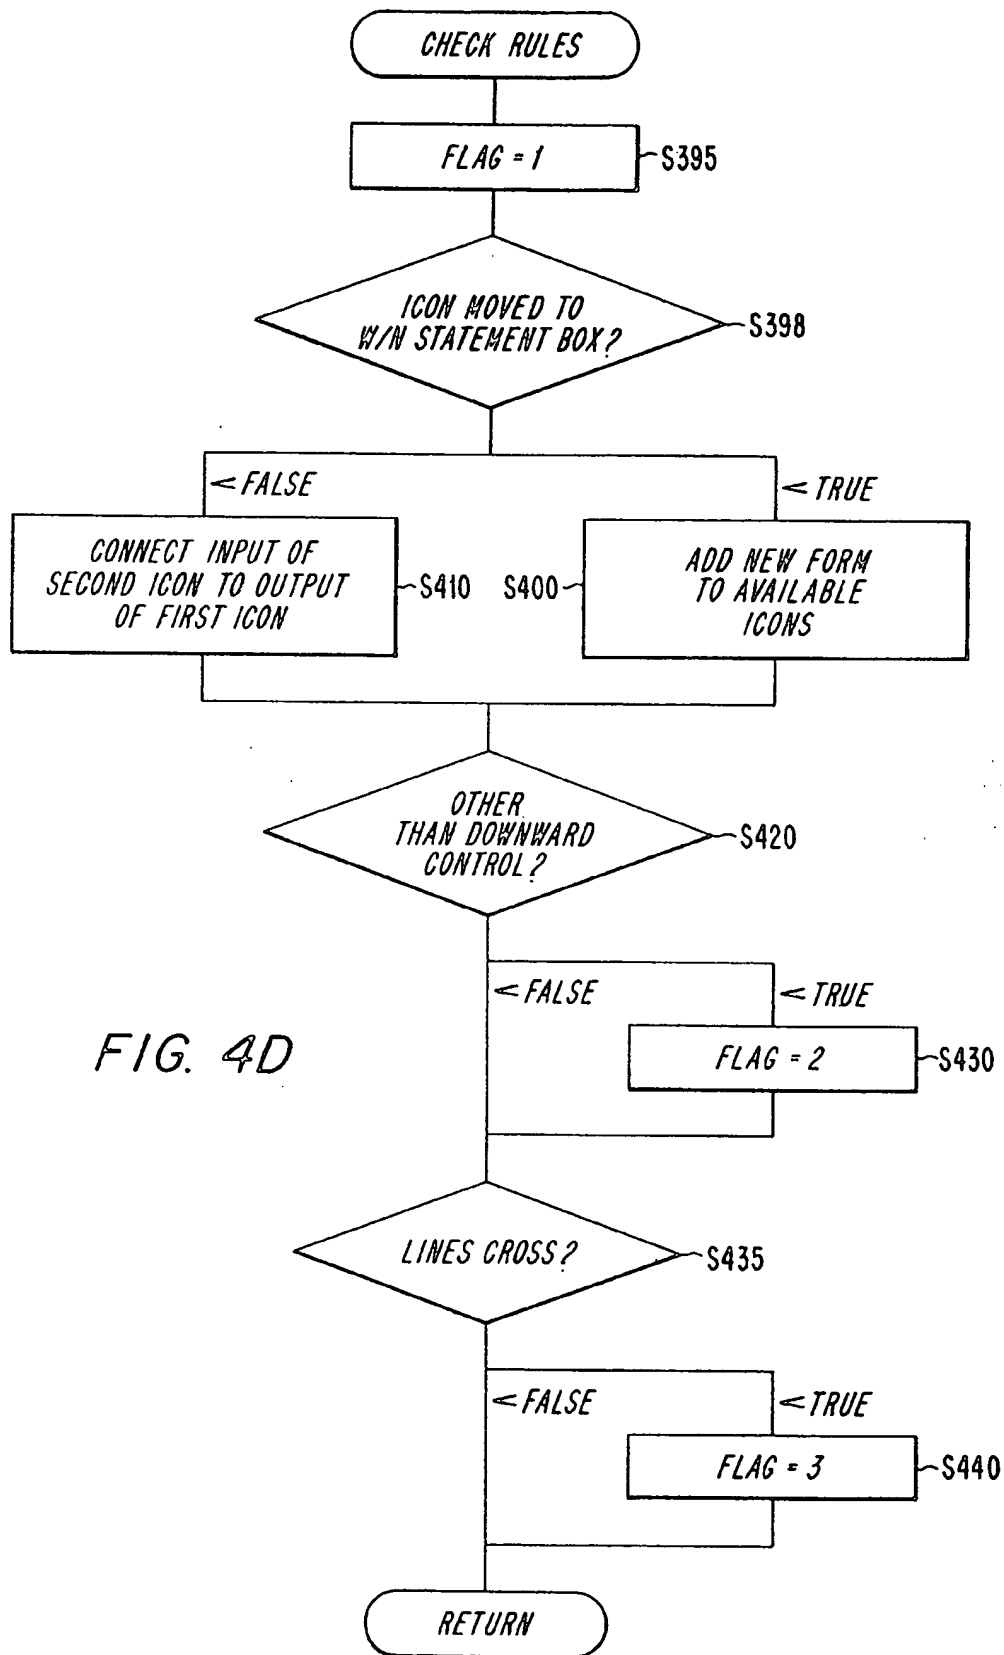 CHECK RULES
FLAG = 1
S395
ICON MOVED TO
W/N STATEMENT BOX?
S398
< FALSE
< TRUE
CONNECT INPUT OF
SECOND ICON TO OUTPUT
OF FIRST ICON
S410
S400
ADD NEW FORM
TO AVAILABLE
ICONS
OTHER
THAN DOWNWARD
CONTROL?
S420
< FALSE
< TRUE
FLAG = 2
S430
FIG. 4D
LINES CROSS?
S435
< FALSE
< TRUE
FLAG = 3
S440
RETURN